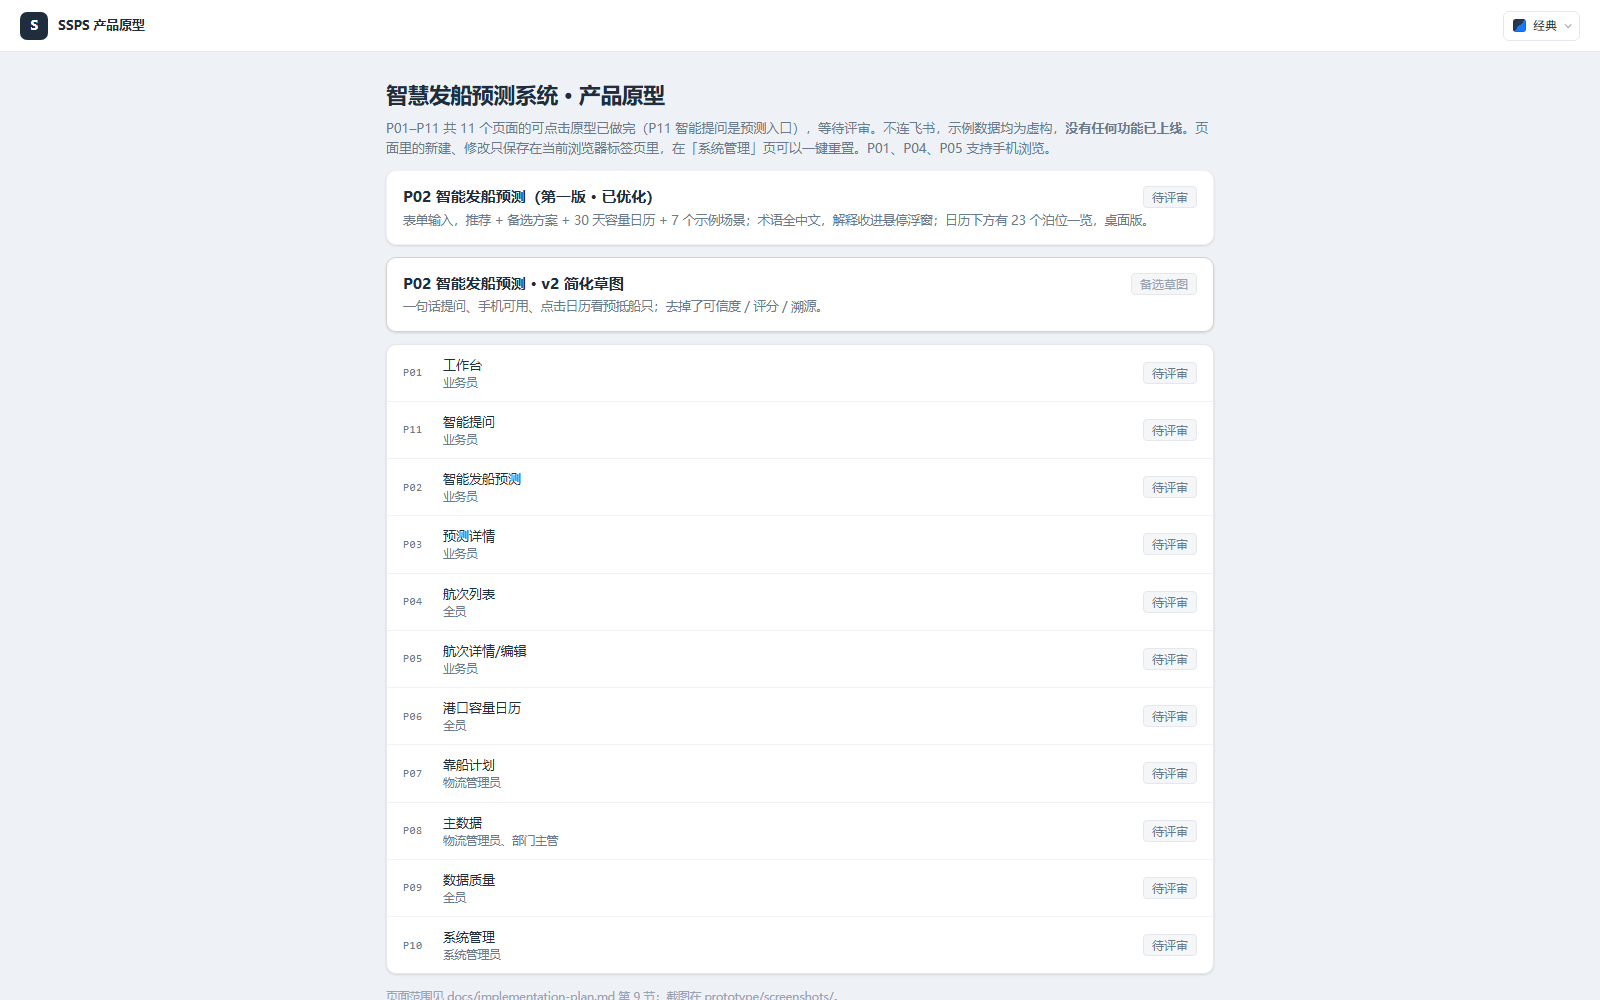 S SSPS 产品原型
经典
智慧发船预测系统 • 产品原型
P01–P11 共 11 个页面的可点击原型已做完（P11 智能提问是预测入口），等待评审。不连飞书，示例数据均为虚构，没有任何功能已上线。页
面里的新建、修改只保存在当前浏览器标签页里，在「系统管理」页可以一键重置。P01、P04、P05 支持手机浏览。
P02 智能发船预测（第一版 • 已优化）
待评审
表单输入，推荐 + 备选方案 + 30 天容量日历 + 7 个示例场景；术语全中文，解释收进悬停浮窗；日历下方有 23 个泊位一览，桌面版。
P02 智能发船预测 • v2 简化草图
备选草图
一句话提问、手机可用、点击日历看预抵船只；去掉了可信度 / 评分 / 溯源。
P01
工作台
业务员
待评审
P11
智能提问
业务员
待评审
P02
智能发船预测
业务员
待评审
P03
预测详情
业务员
待评审
P04
航次列表
全员
待评审
P05
航次详情/编辑
业务员
待评审
P06
港口容量日历
全员
待评审
P07
靠船计划
物流管理员
待评审
P08
主数据
物流管理员、部门主管
待评审
P09
数据质量
全员
待评审
P10
系统管理
系统管理员
待评审
页面范围见 docs/implementation-plan.md 第 9 节；截图在 prototype/screenshots/。